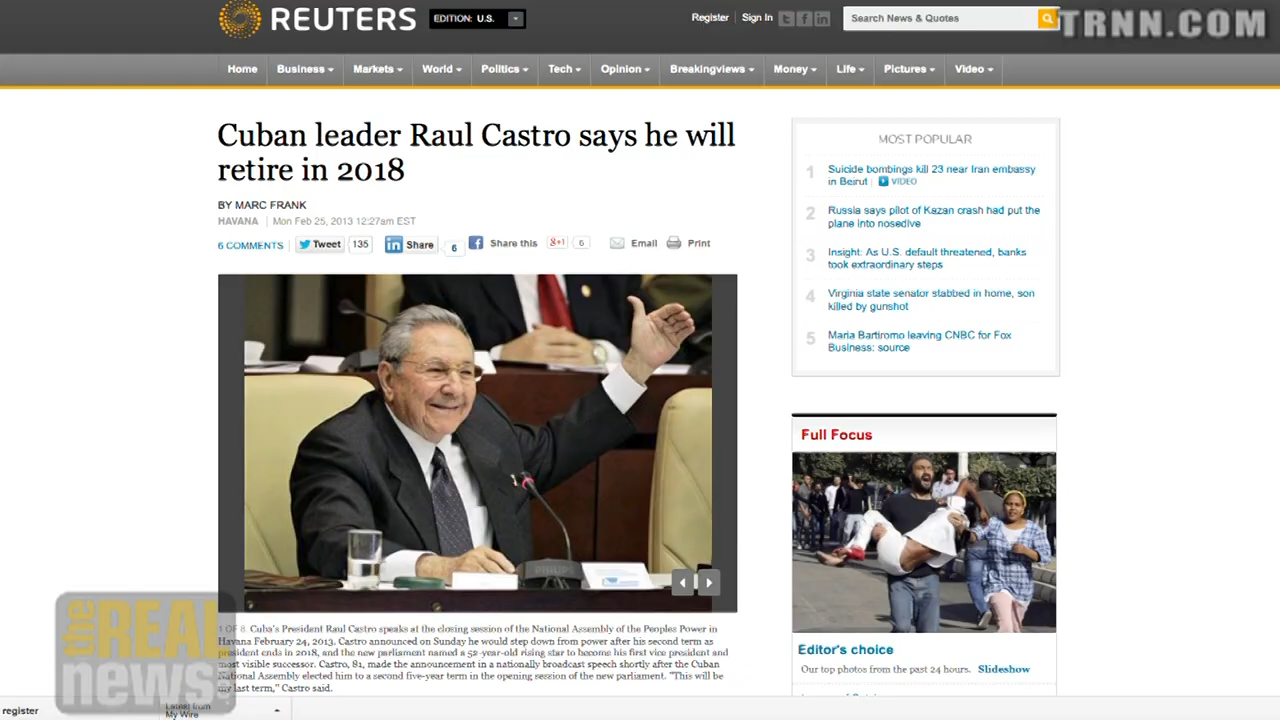 REUTERS
EDITION: U.S.
Register
Sign In
Search News & Quotes
TRNN.COM
Home
Business
Markets
World
Politics
Tech
Opinion
Breakingviews
Money
Life
Pictures
Video
Cuban leader Raul Castro says he will
retire in 2018
BY MARC FRANK
HAVANA | Mon Feb 25, 2013 12:27am EST
6 COMMENTS
Tweet
135
in Share
6
Share this
+1
6
Email
Print
PHILIPS
1 OF 8 Cuba's President Raul Castro speaks at the closing session of the National Assembly of the Peoples Power in
Havana February 24, 2013. Castro announced on Sunday he would step down from power after his second term as
president ends in 2018, and the new parliament named a 52-year-old rising star to become his first vice president and
most visible successor. Castro, 81, made the announcement in a nationally broadcast speech shortly after the Cuban
National Assembly elected him to a second five-year term in the opening session of the new parliament. "This will be
my last term," Castro said.
MOST POPULAR
1 Suicide bombings kill 23 near Iran embassy
in Beirut | VIDEO
2 Russia says pilot of Kazan crash had put the
plane into nosedive
3 Insight: As U.S. default threatened, banks
took extraordinary steps
4 Virginia state senator stabbed in home, son
killed by gunshot
5 Maria Bartiromo leaving CNBC for Fox
Business: source
Full Focus
Editor's choice
Our top photos from the past 24 hours. Slideshow
the REAL
news
register
Latest from
My Wire